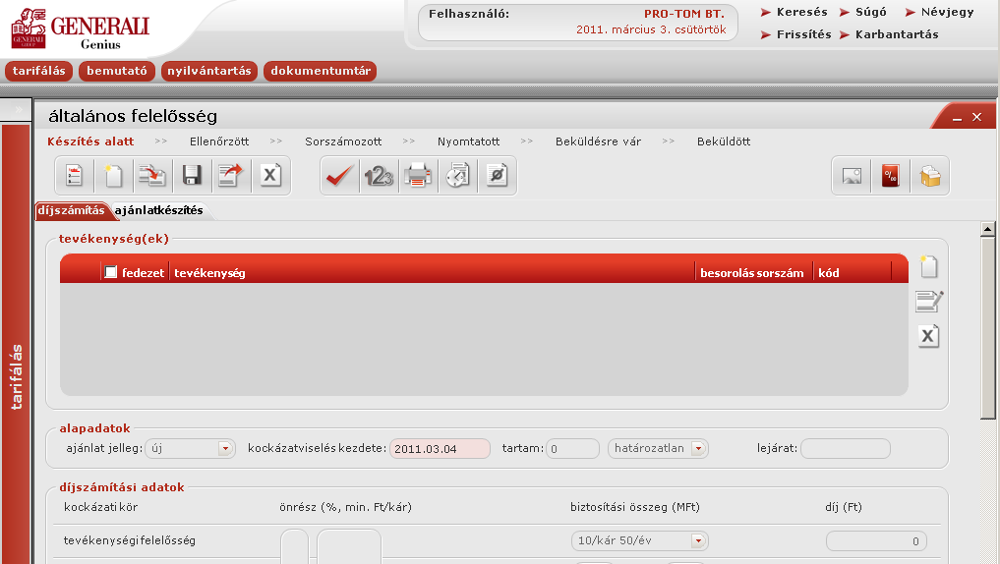 GENERALI
Genius
GENERALI
GROUP
Felhasználó: PRO-TOM BT.
2011. március 3. csütörtök
Keresés Súgó Névjegy
Frissítés Karbantartás
tarifálás bemutató nyilvántartás dokumentumtár
»
általános felelősség
Készítés alatt >> Ellenőrzött >> Sorszámozott >> Nyomtatott >> Beküldésre vár >> Beküldött
díjszámítás ajánlatkészítés
tevékenység(ek)
fedezet tevékenység besorolás sorszám kód
tarifálás
alapadatok
ajánlat jelleg: új kockázatviselés kezdete: 2011.03.04 tartam: 0 határozatlan lejárat:
díjszámítási adatok
kockázati kör önrész (%, min. Ft/kár) biztosítási összeg (MFt) díj (Ft)
tevékenységi felelősség 10/kár 50/év 0